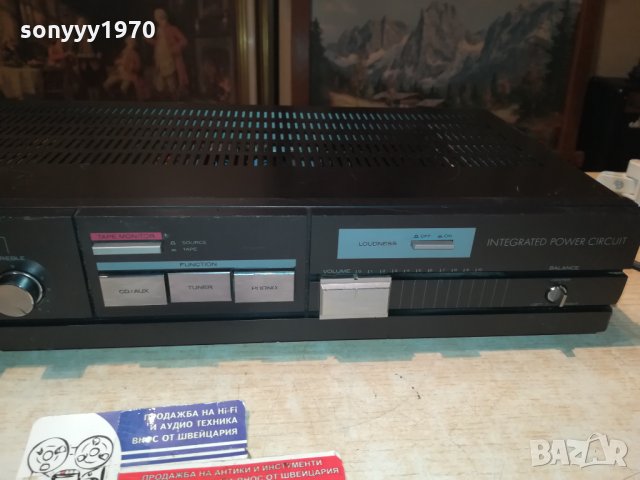 sonyyy1970
TREBLE
TAPE MONITOR
SOURCE
TAPE
FUNCTION
CD/AUX
TUNER
PHONO
LOUDNESS
OFF
ON
INTEGRATED POWER CIRCUIT
VOLUME
BALANCE
ПРОДАЖБА НА Hi-Fi
И АУДИО ТЕХНИКА
ВНОС ОТ ШВЕЙЦАРИЯ
ПРОДАЖБА НА АНТИКИ И ИНСТРУМЕНТИ
ВНОС ОТ ШВЕЙЦАРИЯ
BAZAR